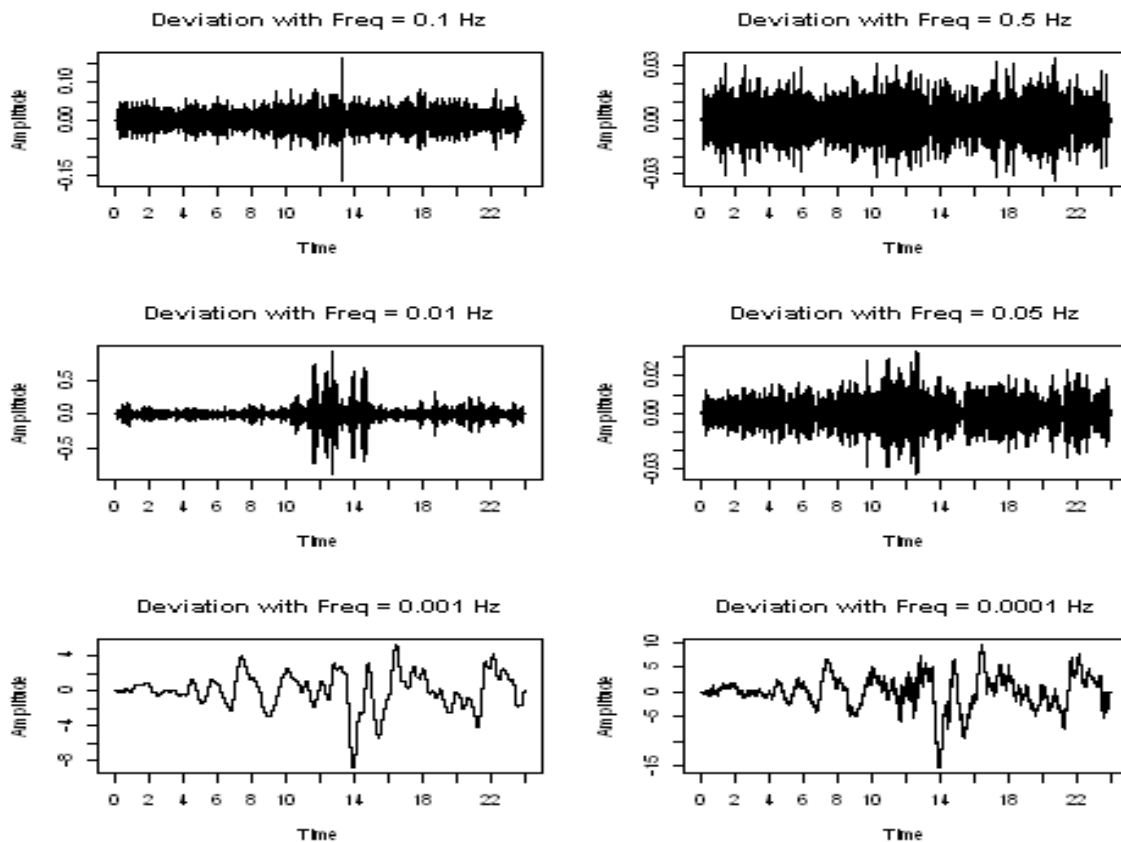 Deviation with Freq = 0.1 Hz
Amplitude
0.10
0.00
-0.15
0 2 4 6 8 10 14 18 22
Time
Deviation with Freq = 0.5 Hz
Amplitude
0.03
0.00
-0.03
0 2 4 6 8 10 14 18 22
Time
Deviation with Freq = 0.01 Hz
Amplitude
0.5
0.0
-0.5
0 2 4 6 8 10 14 18 22
Time
Deviation with Freq = 0.05 Hz
Amplitude
0.02
0.00
-0.03
0 2 4 6 8 10 14 18 22
Time
Deviation with Freq = 0.001 Hz
Amplitude
4
0
-4
-8
0 2 4 6 8 10 14 18 22
Time
Deviation with Freq = 0.0001 Hz
Amplitude
10
5
0
-5
-15
0 2 4 6 8 10 14 18 22
Time